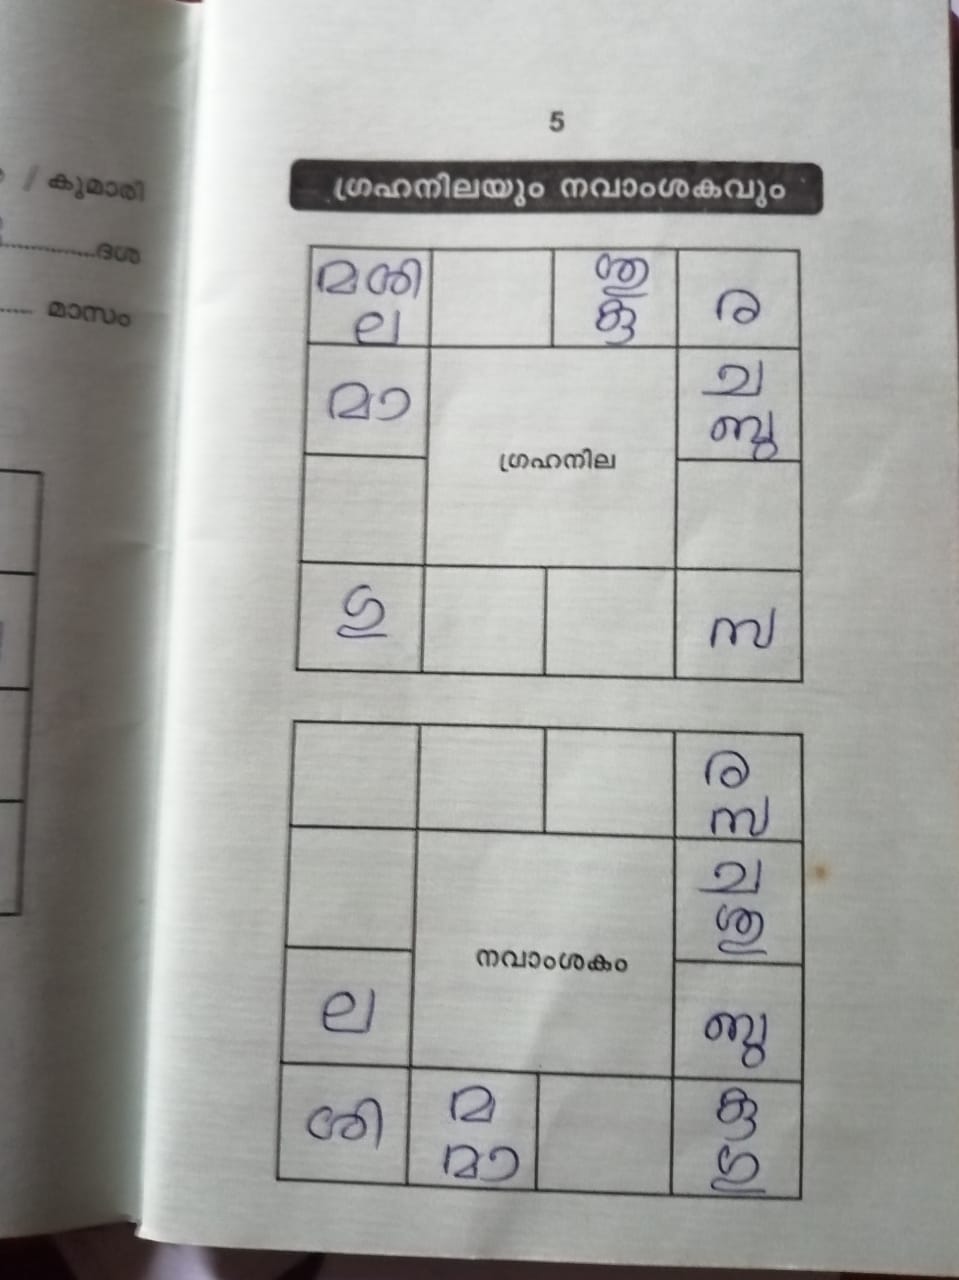 5
/ കുമാരി
ഗ്രഹനിലയും നവാംശകവും
ദശ
മാസം
മ ശി
ല
ശു
കു
ര
മാ
ച
ബു
ഗ്രഹനില
ഗു
സ
ര
സ
ച
ശു
നവാംശകം
ല
ബു
ശി
മ
മാ
കു
ഗു